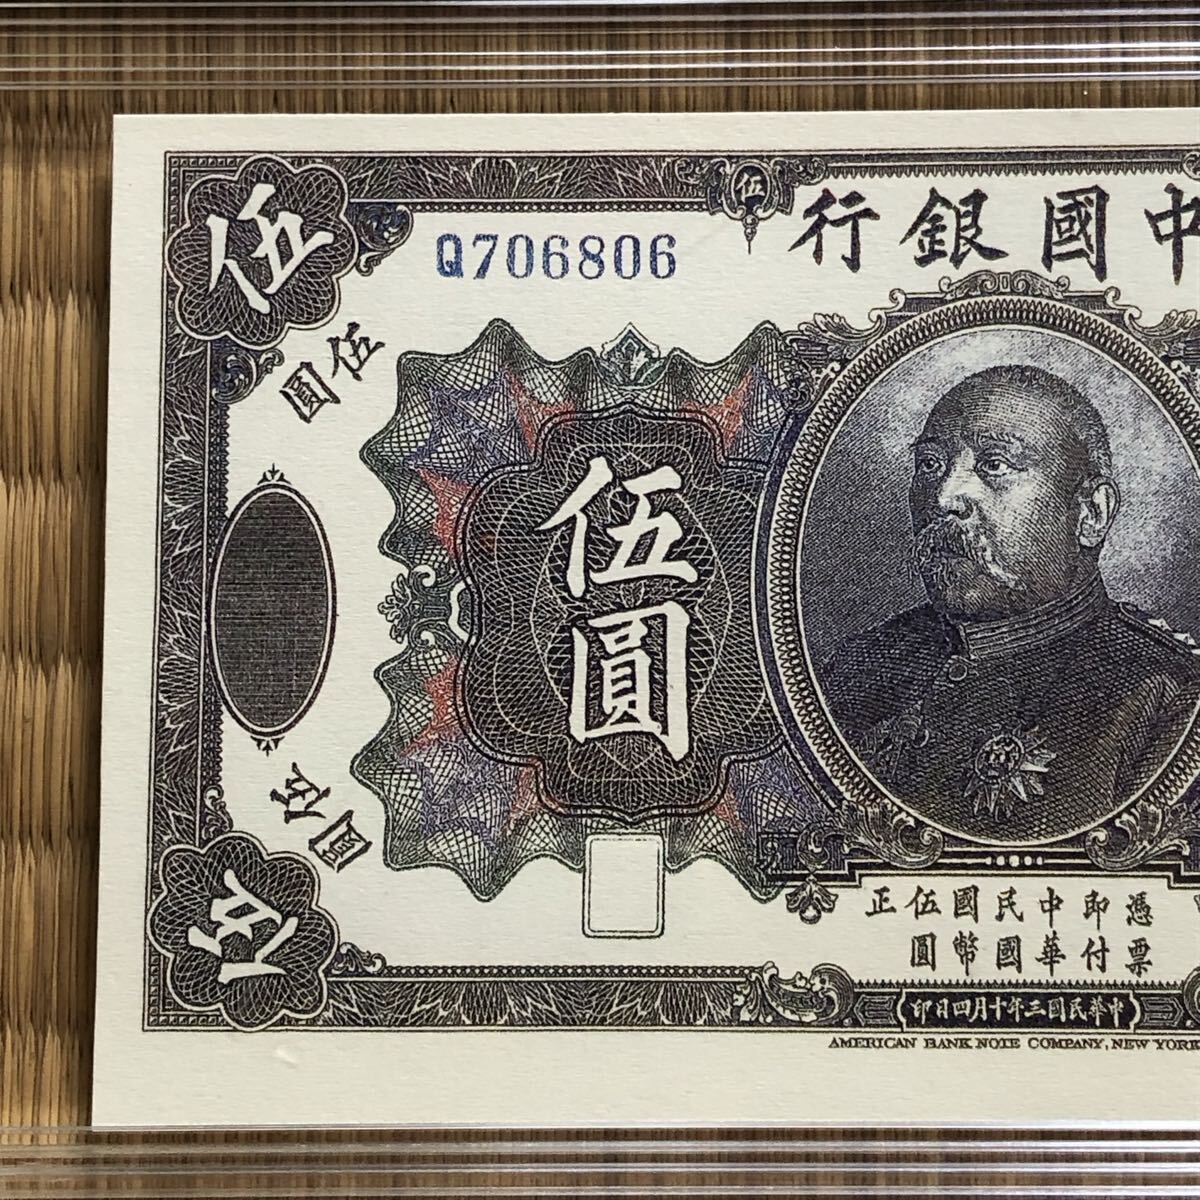 伍
伍
中國銀行
Q706806
伍圓
伍圓
憑票
即付
中華
民國
國幣
伍圓
正
伍圓
伍
中華民國三年十月四日印
AMERICAN BANK NOTE COMPANY, NEW YORK